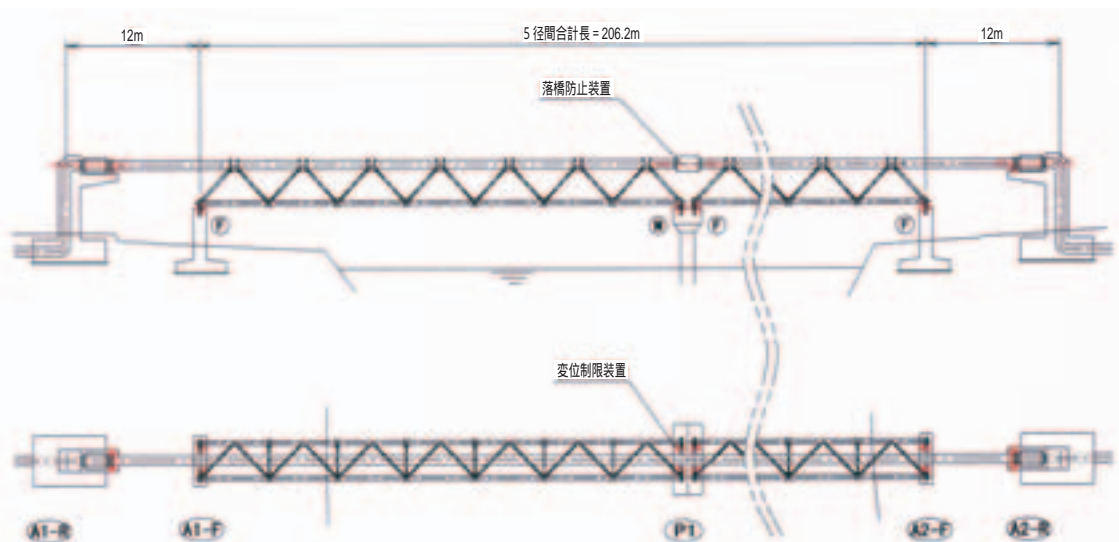 12m
5 径間合計長 = 206.2m
12m
落橋防止装置
F
M
F
F
変位制限装置
A1-R
A1-F
P1
A2-F
A2-R